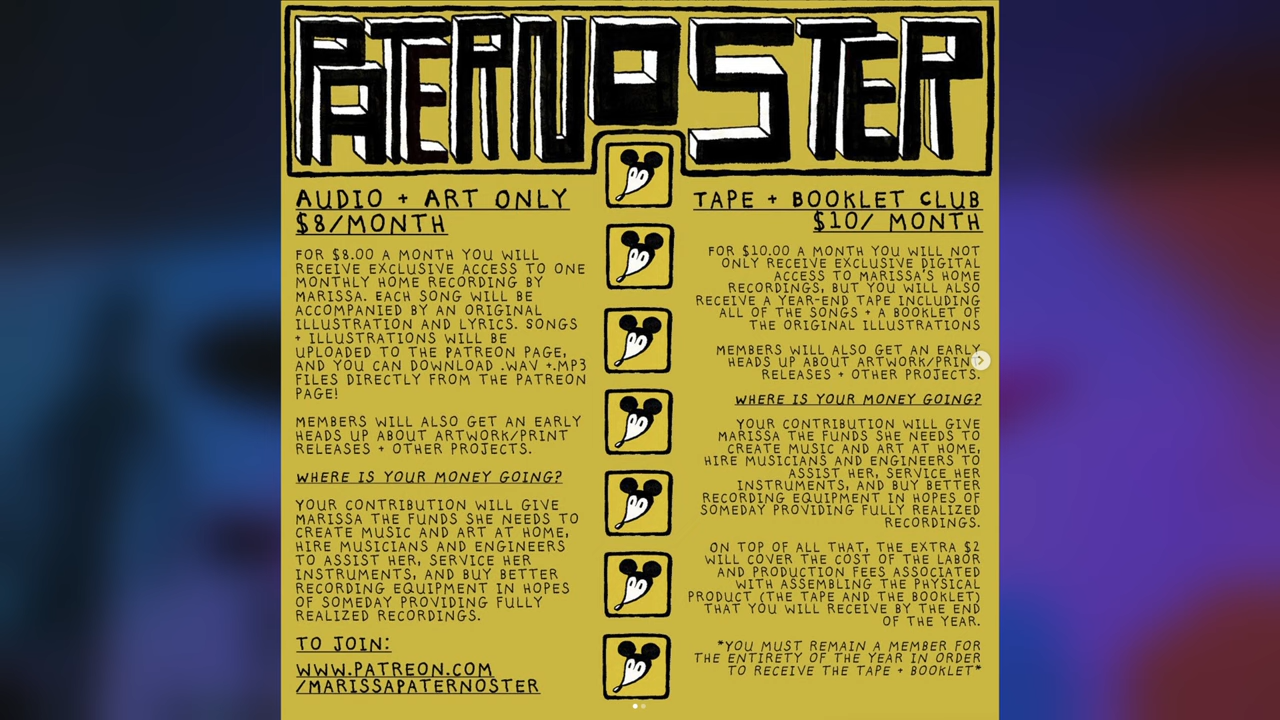 PATERNOSTER
AUDIO + ART ONLY
$8/MONTH
FOR $8.00 A MONTH YOU WILL
RECEIVE EXCLUSIVE ACCESS TO ONE
MONTHLY HOME RECORDING BY
MARISSA. EACH SONG WILL BE
ACCOMPANIED BY AN ORIGINAL
ILLUSTRATION AND LYRICS. SONGS
+ ILLUSTRATIONS WILL BE
UPLOADED TO THE PATREON PAGE,
AND YOU CAN DOWNLOAD .WAV +.MP3
FILES DIRECTLY FROM THE PATREON
PAGE!
MEMBERS WILL ALSO GET AN EARLY
HEADS UP ABOUT ARTWORK/PRINT
RELEASES + OTHER PROJECTS.
WHERE IS YOUR MONEY GOING?
YOUR CONTRIBUTION WILL GIVE
MARISSA THE FUNDS SHE NEEDS TO
CREATE MUSIC AND ART AT HOME,
HIRE MUSICIANS AND ENGINEERS
TO ASSIST HER, SERVICE HER
INSTRUMENTS, AND BUY BETTER
RECORDING EQUIPMENT IN HOPES
OF SOMEDAY PROVIDING FULLY
REALIZED RECORDINGS.
TO JOIN:
WWW.PATREON.COM
/MARISSAPATERNOSTER
TAPE + BOOKLET CLUB
$10/ MONTH
FOR $10.00 A MONTH YOU WILL NOT
ONLY RECEIVE EXCLUSIVE DIGITAL
ACCESS TO MARISSA'S HOME
RECORDINGS, BUT YOU WILL ALSO
RECEIVE A YEAR-END TAPE INCLUDING
ALL OF THE SONGS + A BOOKLET OF
THE ORIGINAL ILLUSTRATIONS
MEMBERS WILL ALSO GET AN EARLY
HEADS UP ABOUT ARTWORK/PRINT
RELEASES + OTHER PROJECTS.
WHERE IS YOUR MONEY GOING?
YOUR CONTRIBUTION WILL GIVE
MARISSA THE FUNDS SHE NEEDS TO
CREATE MUSIC AND ART AT HOME,
HIRE MUSICIANS AND ENGINEERS TO
ASSIST HER, SERVICE HER
INSTRUMENTS, AND BUY BETTER
RECORDING EQUIPMENT IN HOPES OF
SOMEDAY PROVIDING FULLY REALIZED
RECORDINGS.
ON TOP OF ALL THAT, THE EXTRA $2
WILL COVER THE COST OF THE LABOR
AND PRODUCTION FEES ASSOCIATED
WITH ASSEMBLING THE PHYSICAL
PRODUCT (THE TAPE AND THE BOOKLET)
THAT YOU WILL RECEIVE BY THE END
OF THE YEAR.
*YOU MUST REMAIN A MEMBER FOR
THE ENTIRETY OF THE YEAR IN ORDER
TO RECEIVE THE TAPE + BOOKLET*